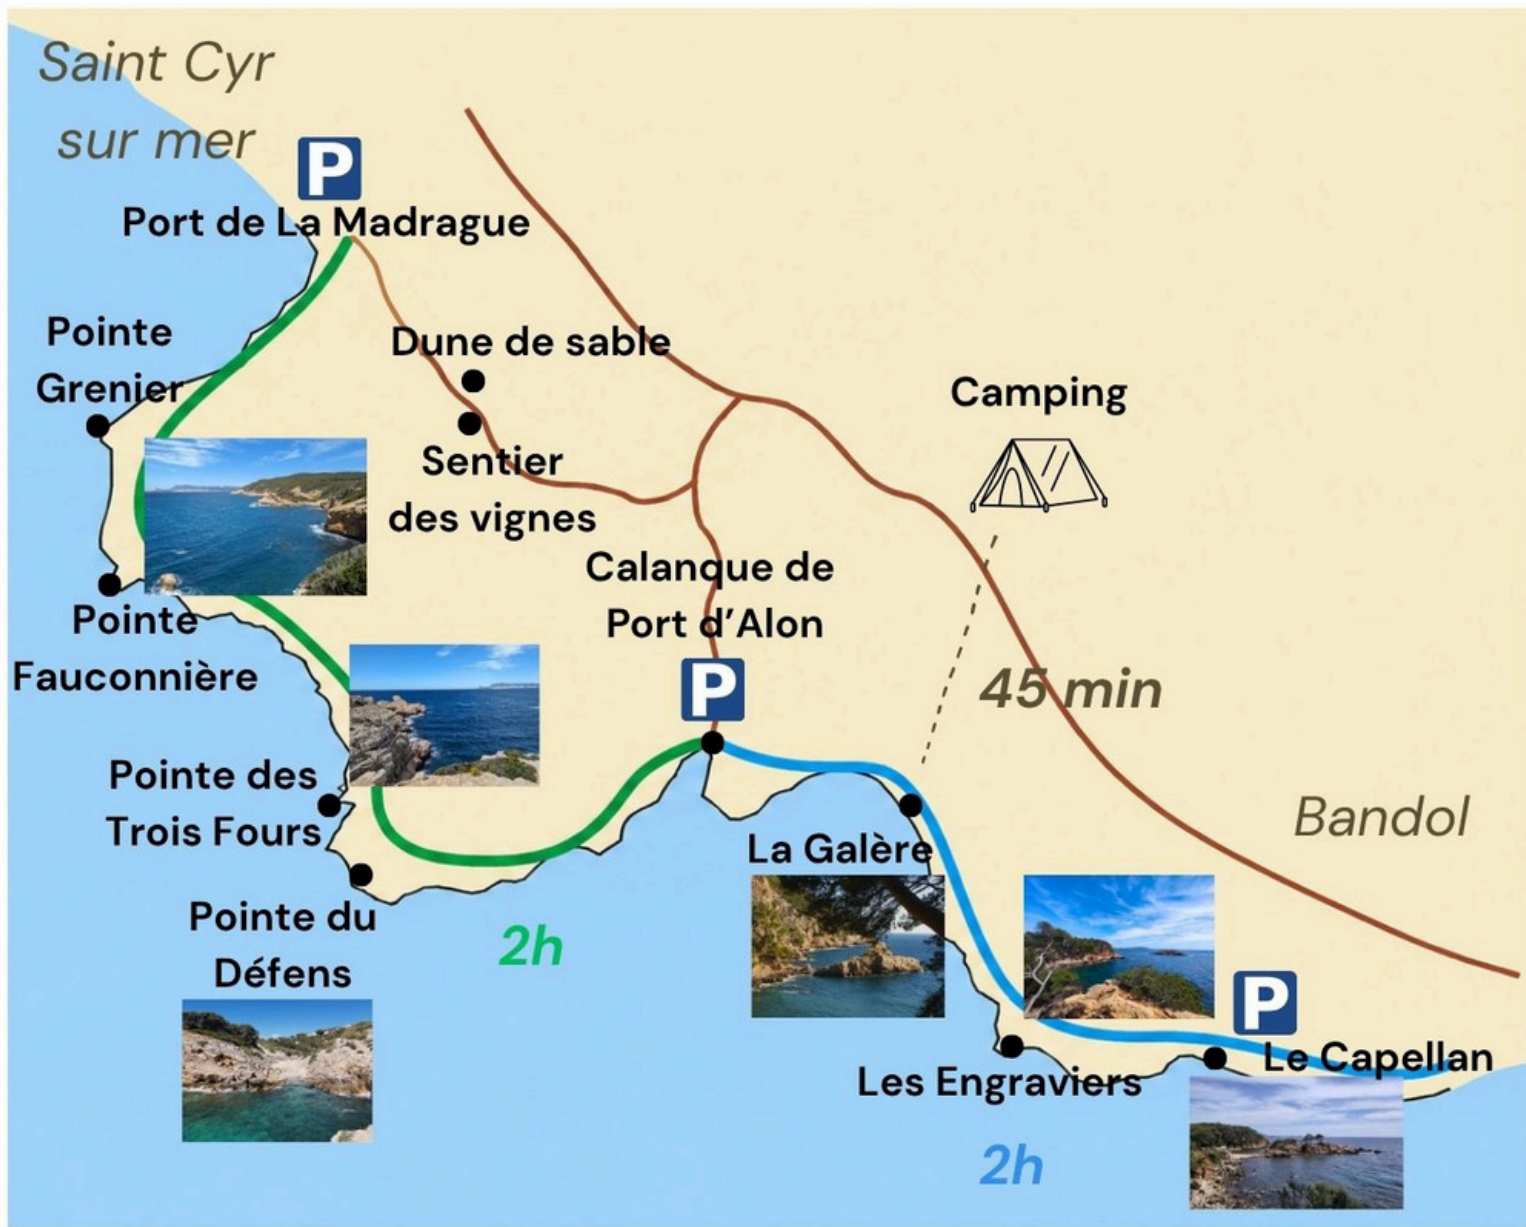 Saint Cyr
sur mer
P
Port de La Madrague
Pointe
Grenier
Dune de sable
Sentier
des vignes
Camping
Calanque de
Port d'Alon
P
Pointe
Fauconnière
45 min
Pointe des
Trois Fours
La Galère
Bandol
Pointe du
Défens
2h
P
Le Capellan
Les Engraviers
2h